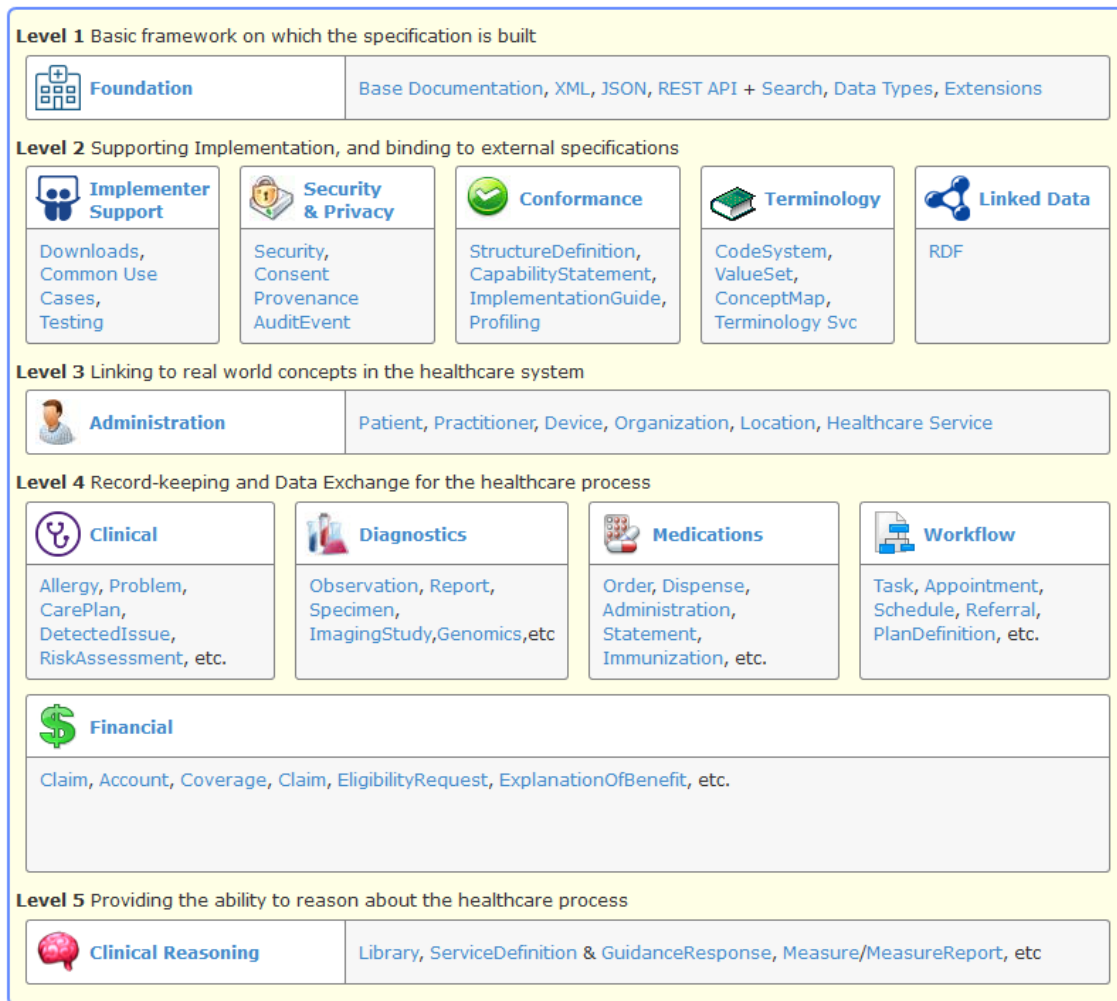 Level 1 Basic framework on which the specification is built
Foundation
Base Documentation, XML, JSON, REST API + Search, Data Types, Extensions
Level 2 Supporting Implementation, and binding to external specifications
Implementer
Support
Downloads,
Common Use
Cases,
Testing
Security
& Privacy
Security,
Consent
Provenance
AuditEvent
Conformance
StructureDefinition,
CapabilityStatement,
ImplementationGuide,
Profiling
Terminology
CodeSystem,
ValueSet,
ConceptMap,
Terminology Svc
Linked Data
RDF
Level 3 Linking to real world concepts in the healthcare system
Administration
Patient, Practitioner, Device, Organization, Location, Healthcare Service
Level 4 Record-keeping and Data Exchange for the healthcare process
Clinical
Allergy, Problem,
CarePlan,
DetectedIssue,
RiskAssessment, etc.
Diagnostics
Observation, Report,
Specimen,
ImagingStudy,Genomics,etc
Medications
Order, Dispense,
Administration,
Statement,
Immunization, etc.
Workflow
Task, Appointment,
Schedule, Referral,
PlanDefinition, etc.
Financial
Claim, Account, Coverage, Claim, EligibilityRequest, ExplanationOfBenefit, etc.
Level 5 Providing the ability to reason about the healthcare process
Clinical Reasoning
Library, ServiceDefinition & GuidanceResponse, Measure/MeasureReport, etc